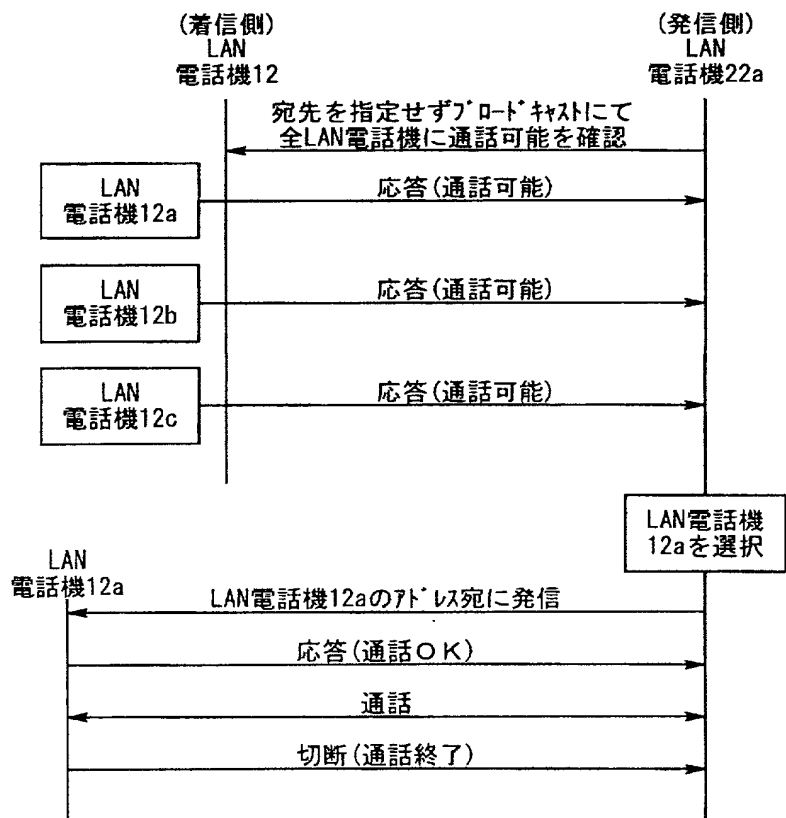 (着信側)
LAN
電話機12
(発信側)
LAN
電話機22a
宛先を指定せずﾌﾞﾛｰﾄﾞｷｬｽﾄにて
全LAN電話機に通話可能を確認
LAN
電話機12a
応答(通話可能)
LAN
電話機12b
応答(通話可能)
LAN
電話機12c
応答(通話可能)
LAN電話機
12aを選択
LAN
電話機12a
LAN電話機12aのｱﾄﾞﾚｽ宛に発信
応答(通話ＯＫ)
通話
切断(通話終了)